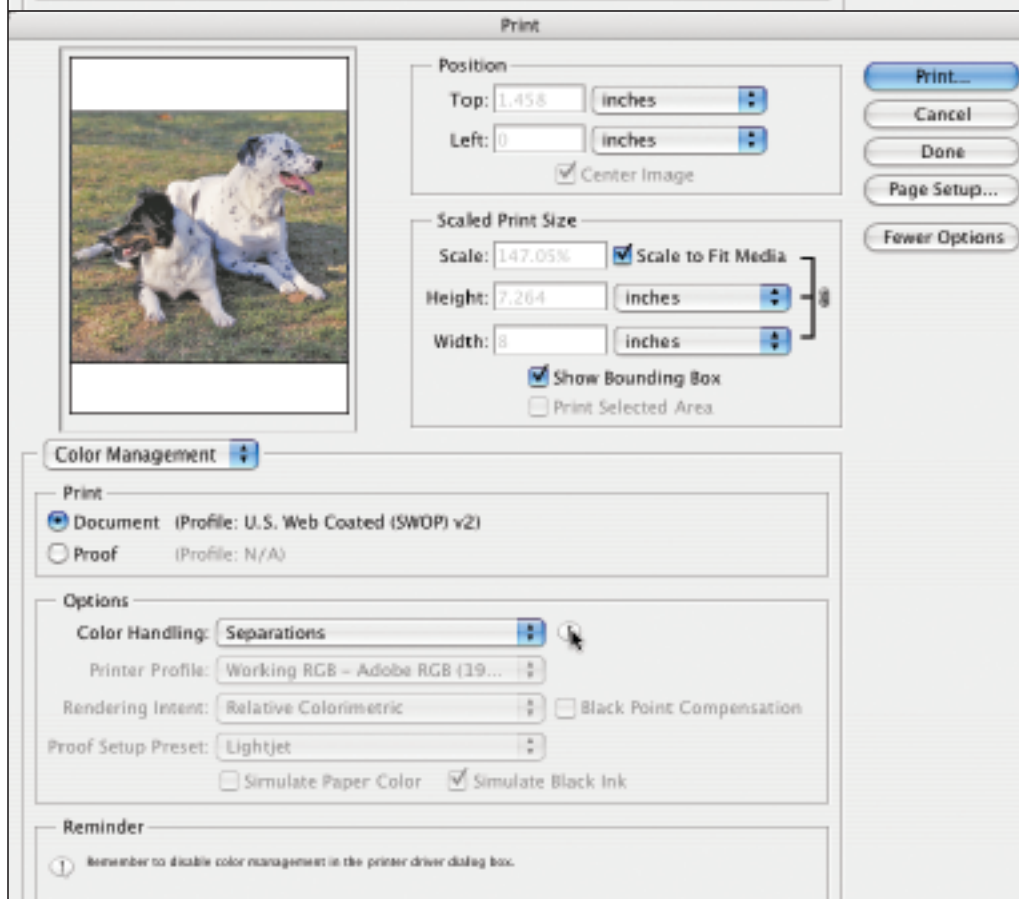 Print
Position
Top: 1.458 inches
Left: 0 inches
Center Image
Scaled Print Size
Scale: 147.05% Scale to Fit Media
Height: 7.264 inches
Width: 8 inches
Show Bounding Box
Print Selected Area
Print...
Cancel
Done
Page Setup...
Fewer Options
Color Management
Print
Document (Profile: U.S. Web Coated (SWOP) v2)
Proof (Profile: N/A)
Options
Color Handling: Separations
Printer Profile: Working RGB – Adobe RGB (19...
Rendering Intent: Relative Colorimetric Black Point Compensation
Proof Setup Preset: Lightjet
Simulate Paper Color Simulate Black Ink
Reminder
Remember to disable color management in the printer driver dialog box.